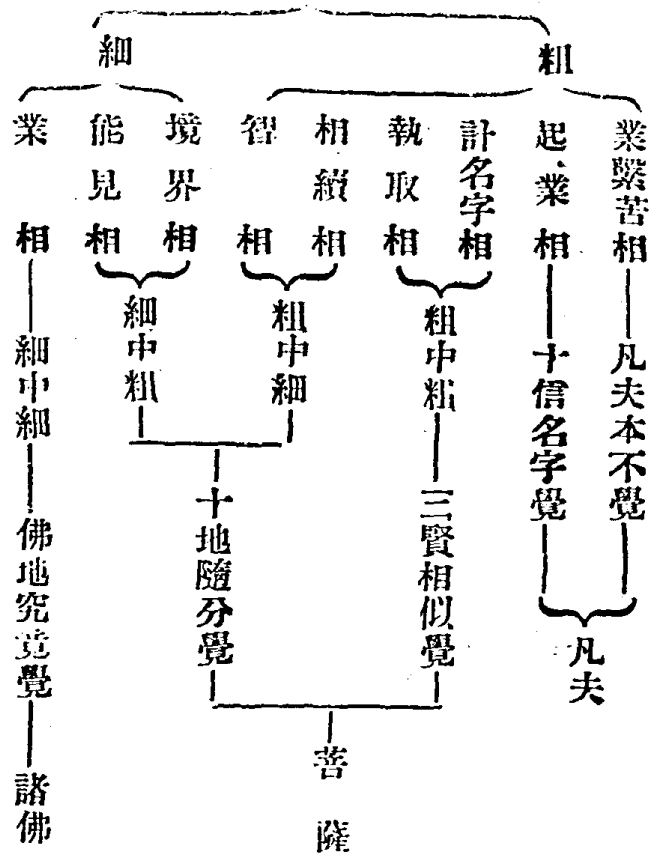 粗
細
業繫苦相
起業相
計名字相
執取相
相續相
智相
境界相
能見相
業相
粗中粗
粗中細
細中粗
細中細
凡夫本不覺
十信名字覺
三賢相似覺
十地隨分覺
佛地究竟覺
凡夫
菩薩
諸佛